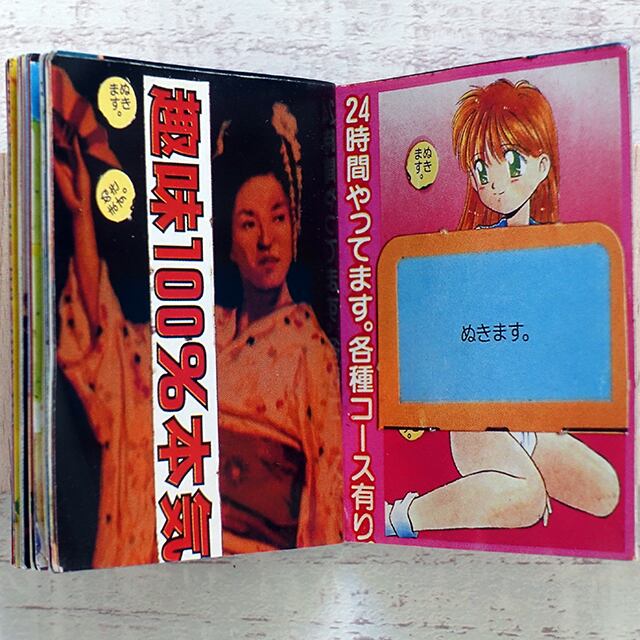 ぬき
ます。
ぬき
ます。
趣味100%本気
24時間やってます。各種コース有り。
ぬき
ます。
ぬきます。